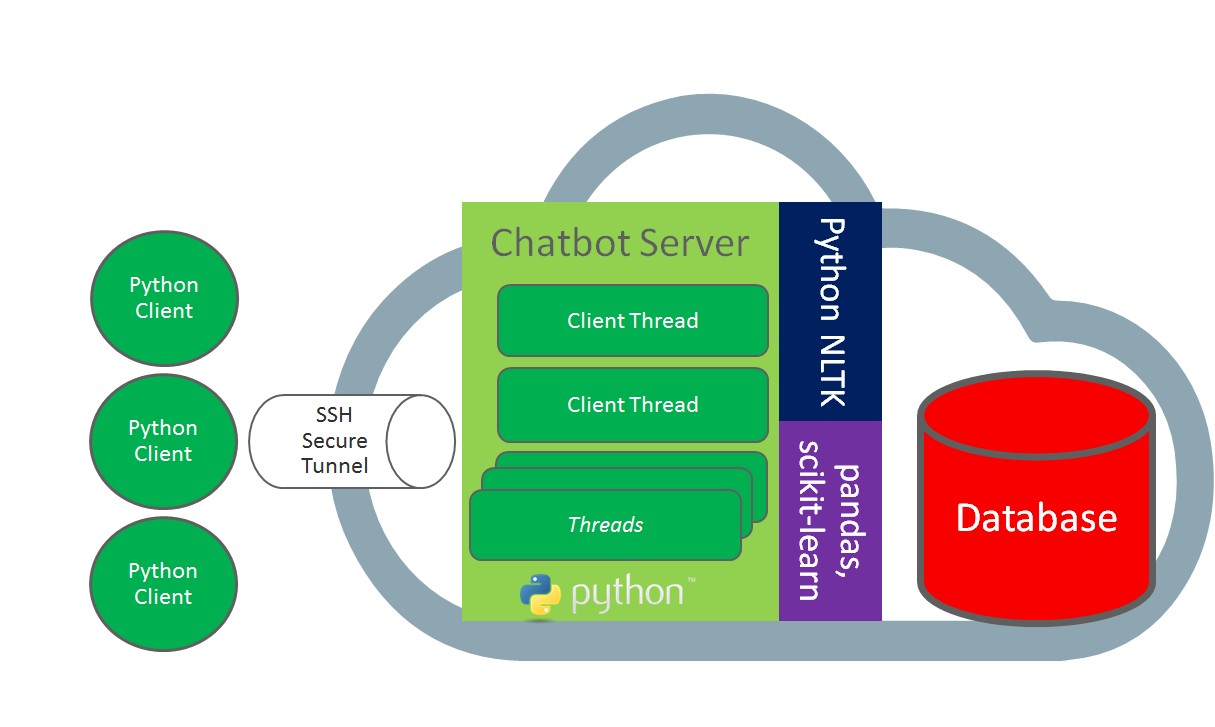 Python
Client
Python
Client
Python
Client
SSH
Secure
Tunnel
Chatbot Server
Client Thread
Client Thread
Threads
python™
Python NLTK
pandas,
scikit-learn
Database